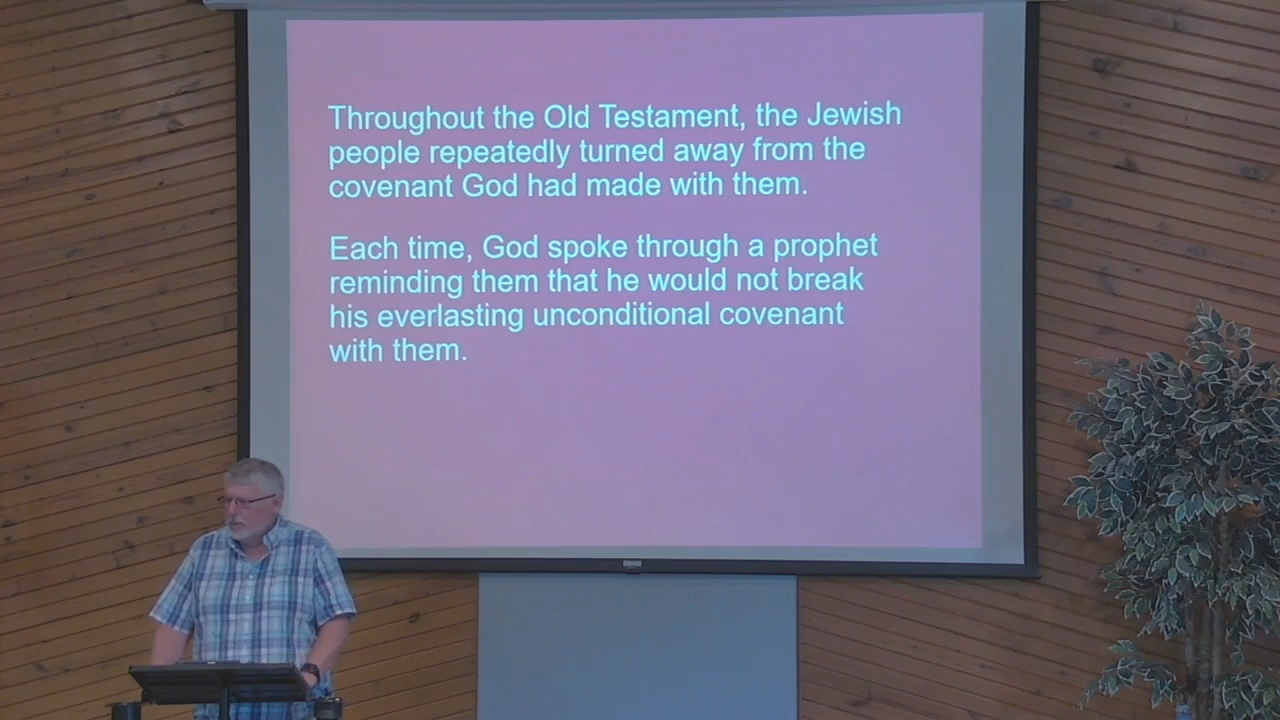 Throughout the Old Testament, the Jewish
people repeatedly turned away from the
covenant God had made with them.
Each time, God spoke through a prophet
reminding them that he would not break
his everlasting unconditional covenant
with them.